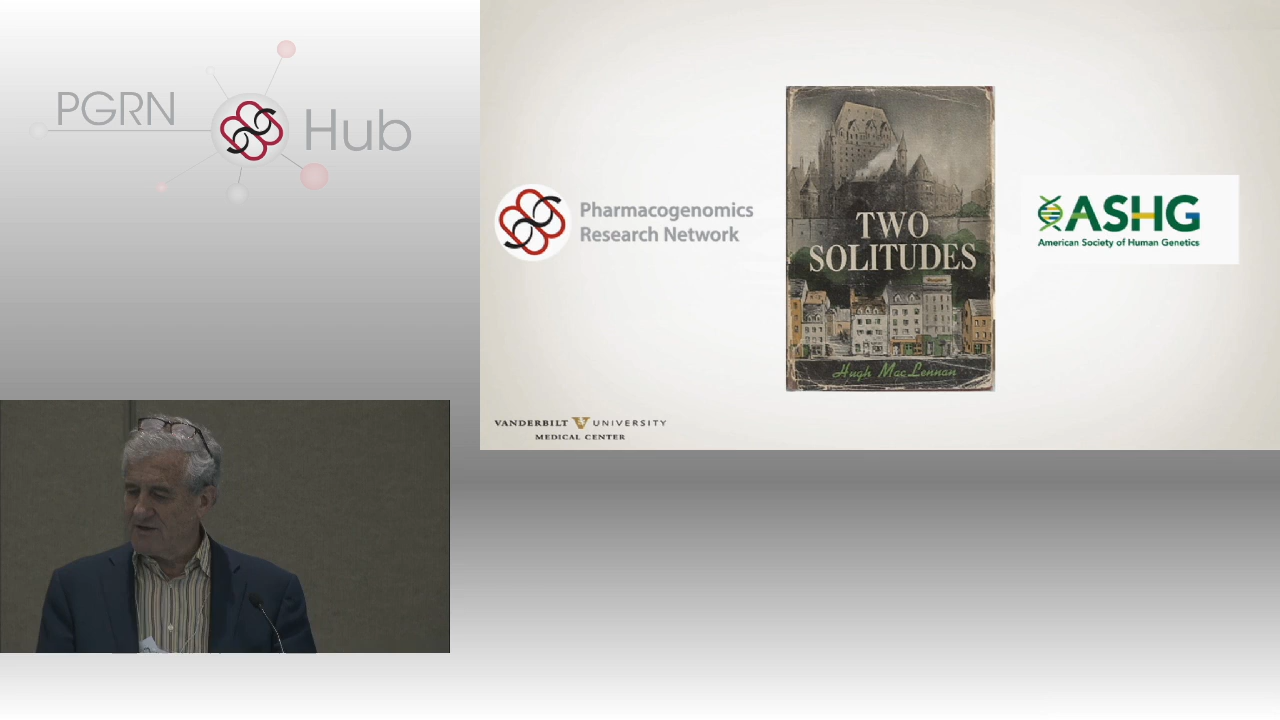 PGRN
Hub
Pharmacogenomics
Research Network
TWO
SOLITUDES
Hugh MacLennan
ASHG
American Society of Human Genetics
VANDERBILT V UNIVERSITY
MEDICAL CENTER